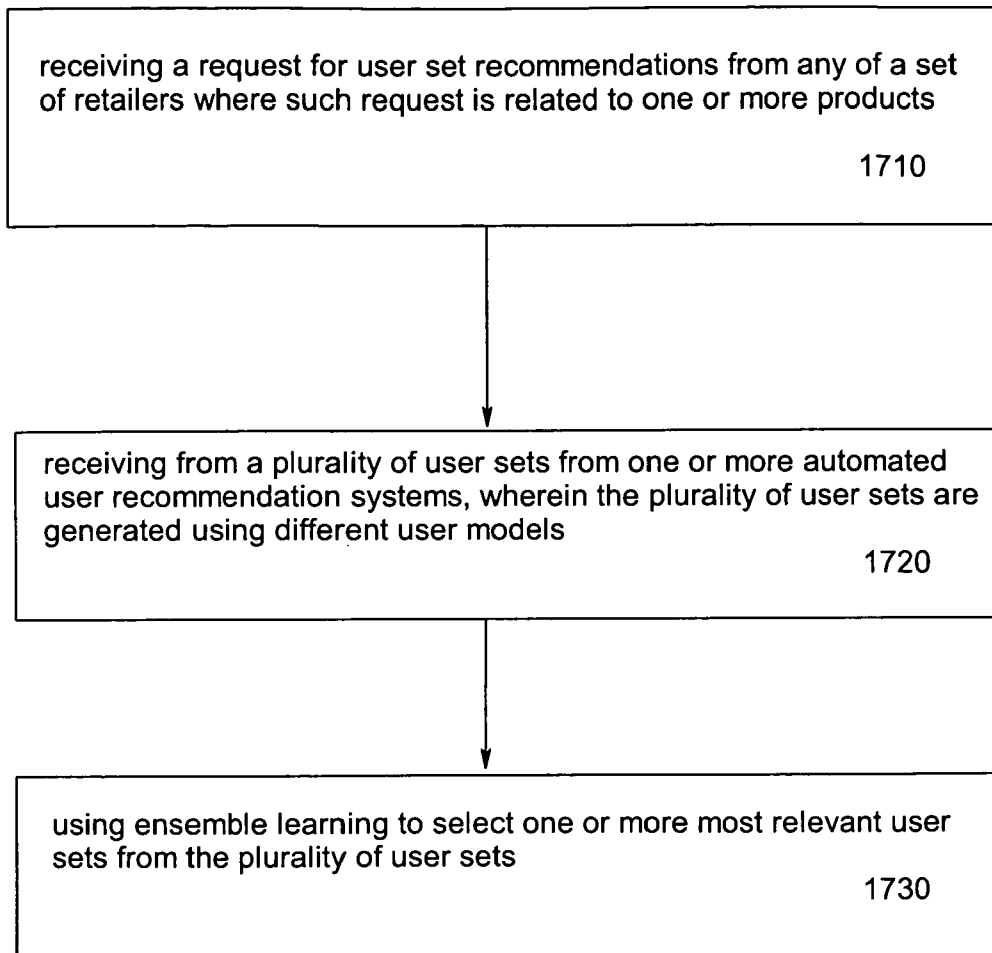 receiving a request for user set recommendations from any of a set
of retailers where such request is related to one or more products
1710
receiving from a plurality of user sets from one or more automated
user recommendation systems, wherein the plurality of user sets are
generated using different user models
1720
using ensemble learning to select one or more most relevant user
sets from the plurality of user sets
1730